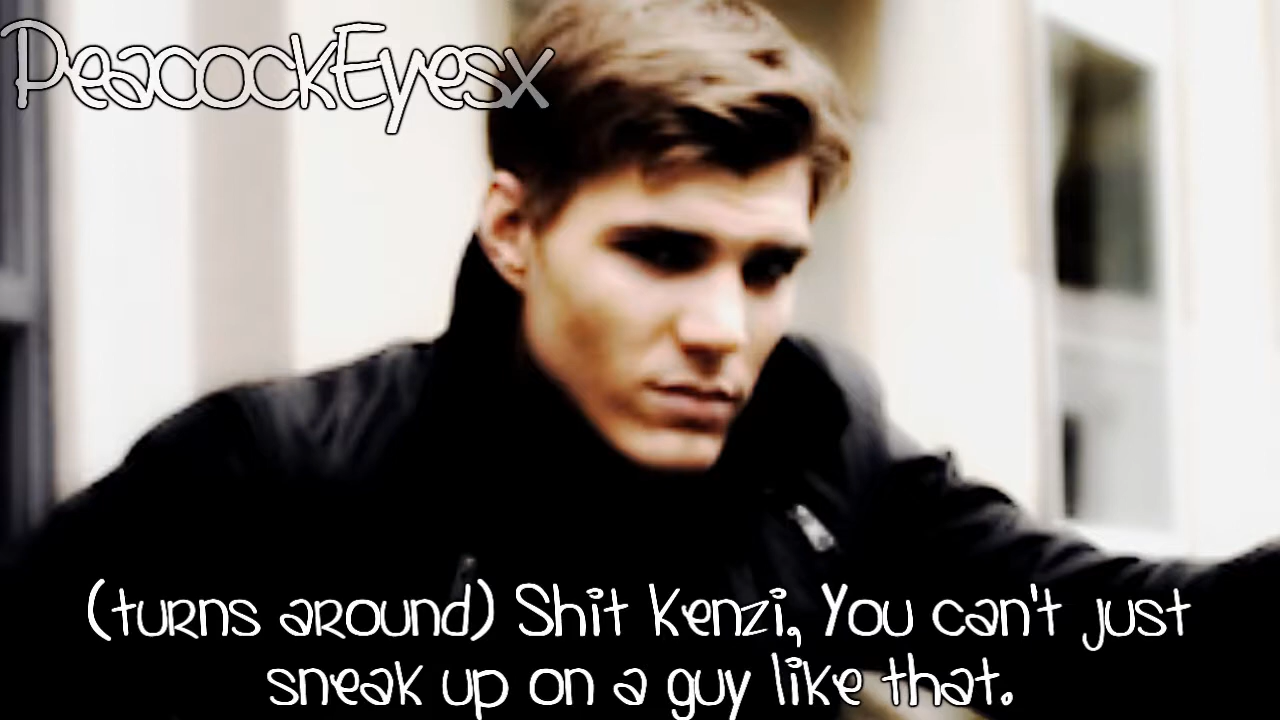 PeacockEyesx
(turns around) Shit Kenzi, You can't just
sneak up on a guy like that.